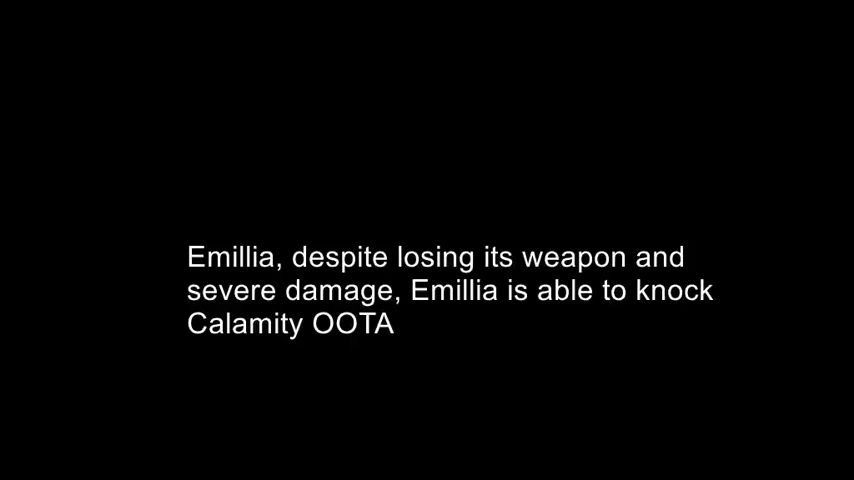 Emillia, despite losing its weapon and
severe damage, Emillia is able to knock
Calamity OOTA